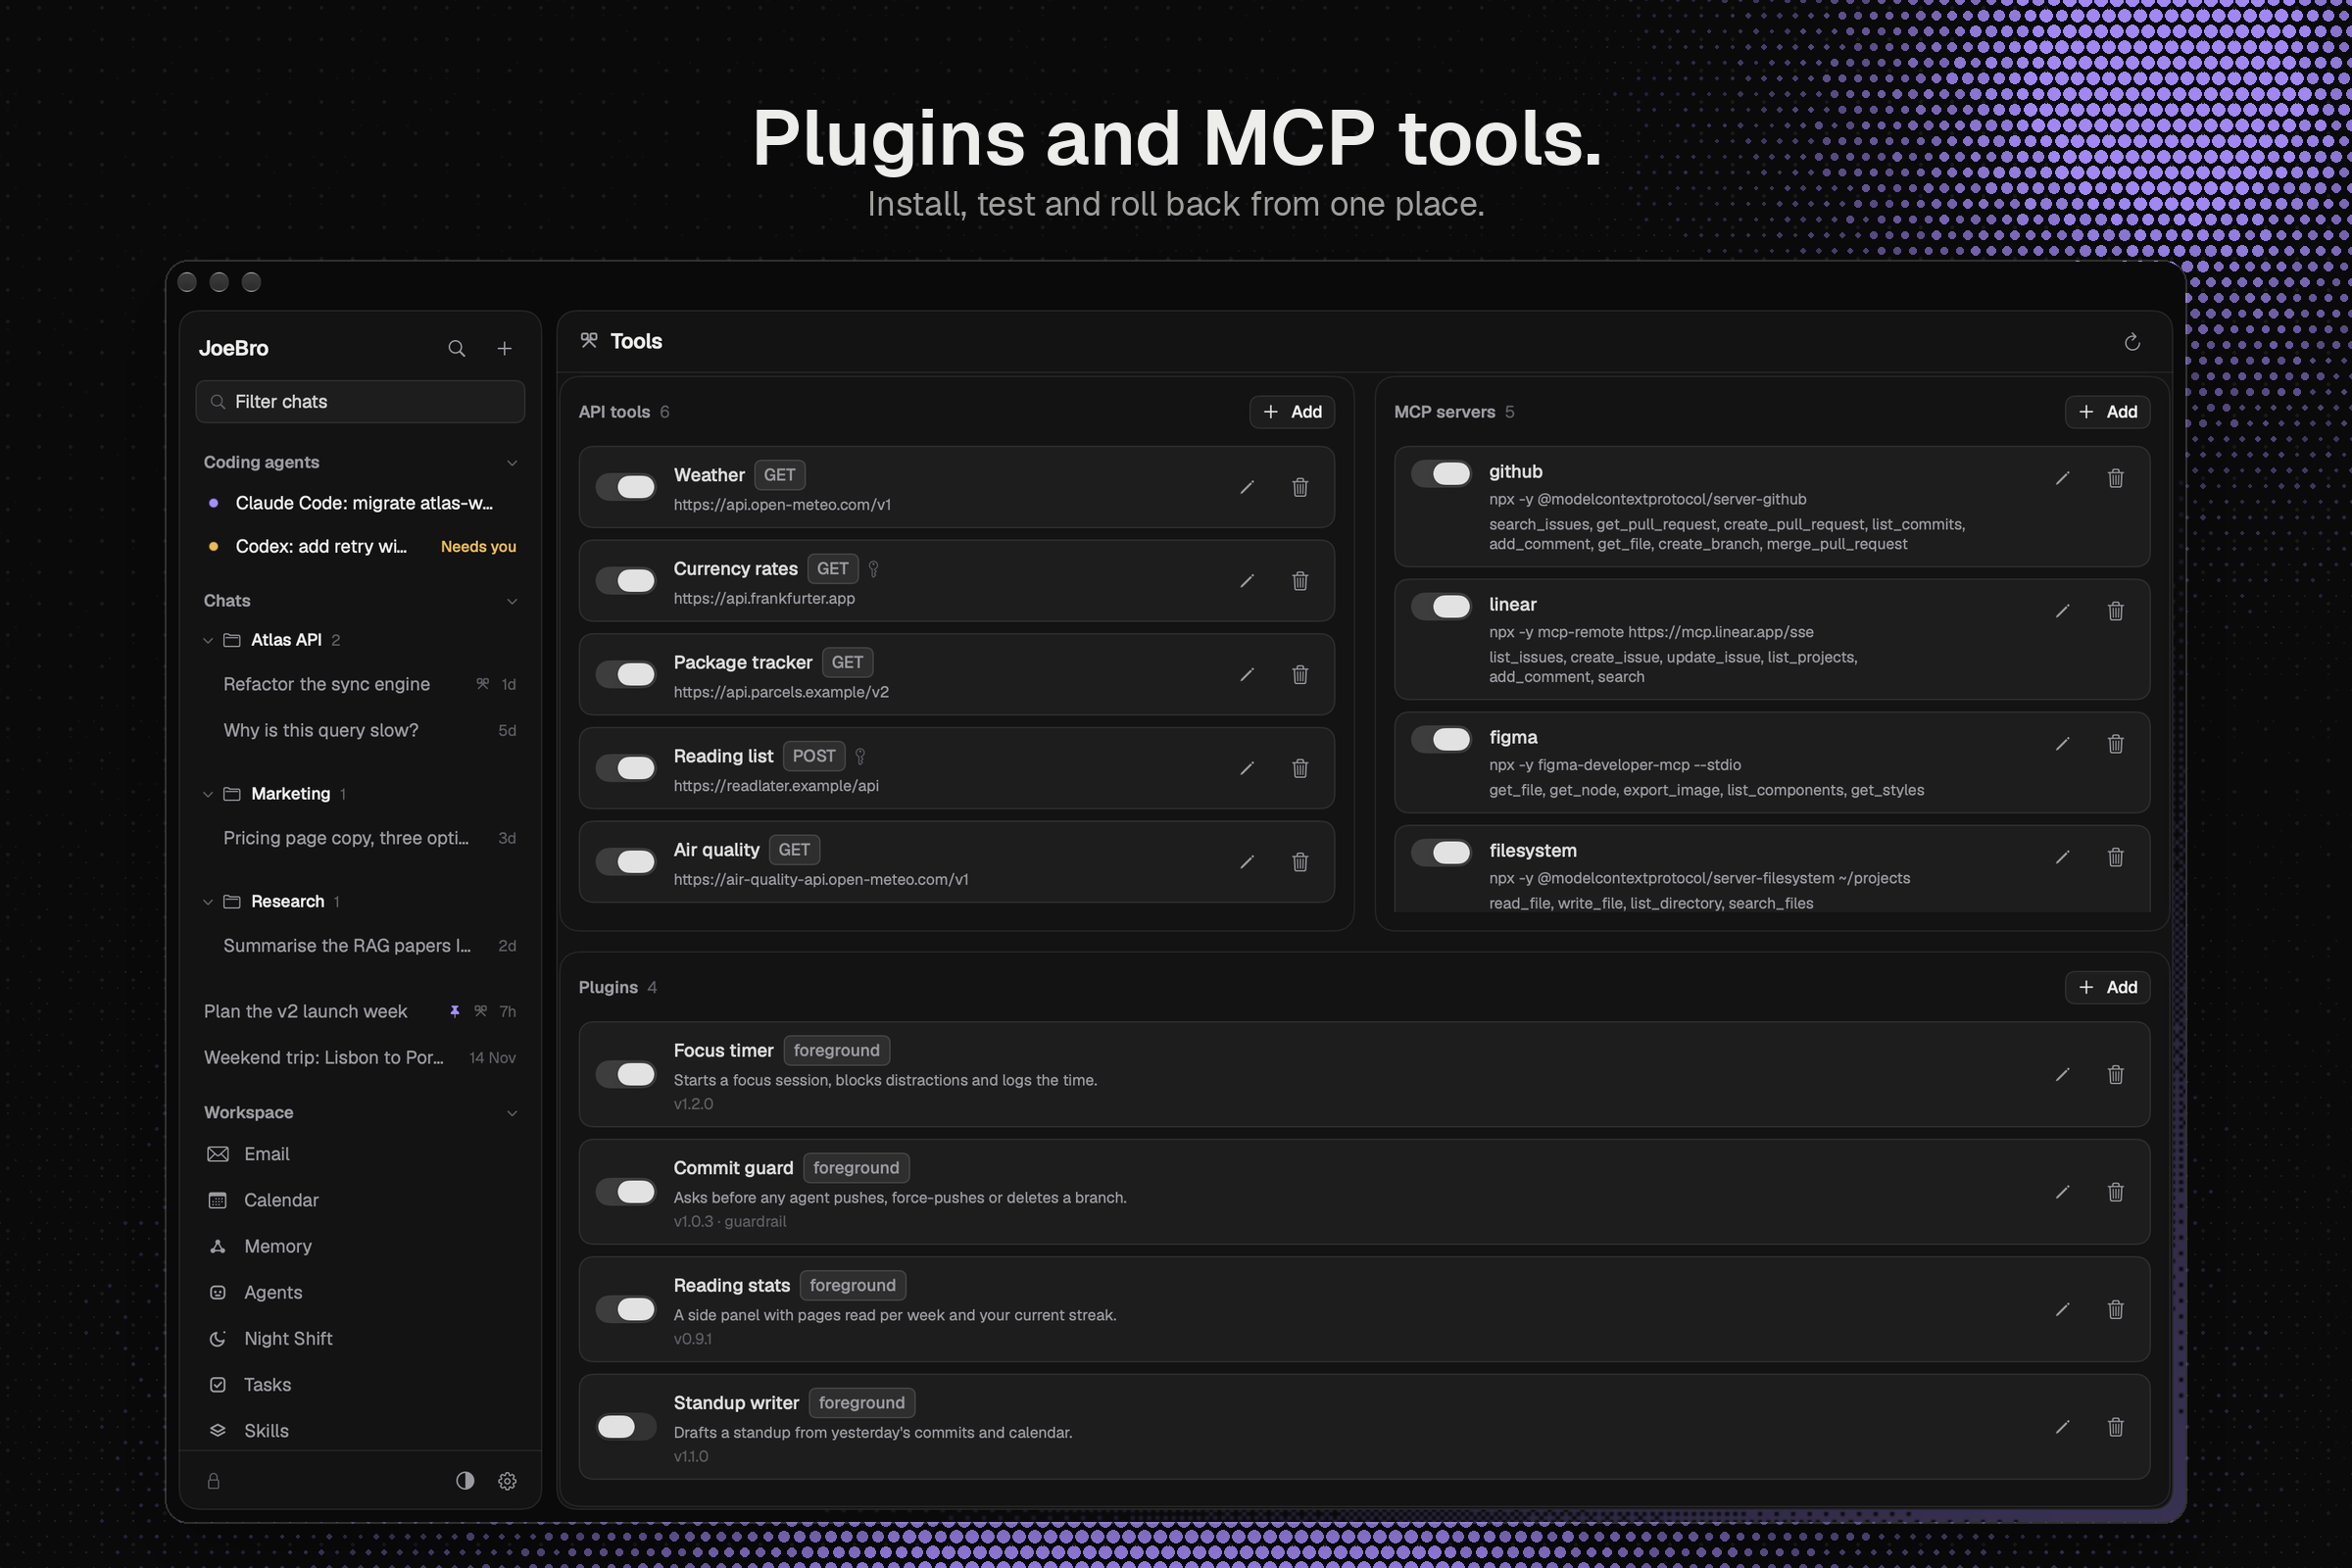 Plugins and MCP tools.
Install, test and roll back from one place.
JoeBro
Filter chats
Coding agents
Claude Code: migrate atlas-w...
Codex: add retry wi... Needs you
Chats
Atlas API 2
Refactor the sync engine 1d
Why is this query slow? 5d
Marketing 1
Pricing page copy, three opti... 3d
Research 1
Summarise the RAG papers I... 2d
Plan the v2 launch week 7h
Weekend trip: Lisbon to Por... 14 Nov
Workspace
Email
Calendar
Memory
Agents
Night Shift
Tasks
Skills
Tools
API tools 6 + Add
Weather GET
https://api.open-meteo.com/v1
Currency rates GET
https://api.frankfurter.app
Package tracker GET
https://api.parcels.example/v2
Reading list POST
https://readlater.example/api
Air quality GET
https://air-quality-api.open-meteo.com/v1
MCP servers 5 + Add
github
npx -y @modelcontextprotocol/server-github
search_issues, get_pull_request, create_pull_request, list_commits,
add_comment, get_file, create_branch, merge_pull_request
linear
npx -y mcp-remote https://mcp.linear.app/sse
list_issues, create_issue, update_issue, list_projects,
add_comment, search
figma
npx -y figma-developer-mcp --stdio
get_file, get_node, export_image, list_components, get_styles
filesystem
npx -y @modelcontextprotocol/server-filesystem ~/projects
read_file, write_file, list_directory, search_files
Plugins 4 + Add
Focus timer foreground
Starts a focus session, blocks distractions and logs the time.
v1.2.0
Commit guard foreground
Asks before any agent pushes, force-pushes or deletes a branch.
v1.0.3 · guardrail
Reading stats foreground
A side panel with pages read per week and your current streak.
v0.9.1
Standup writer foreground
Drafts a standup from yesterday's commits and calendar.
v1.1.0